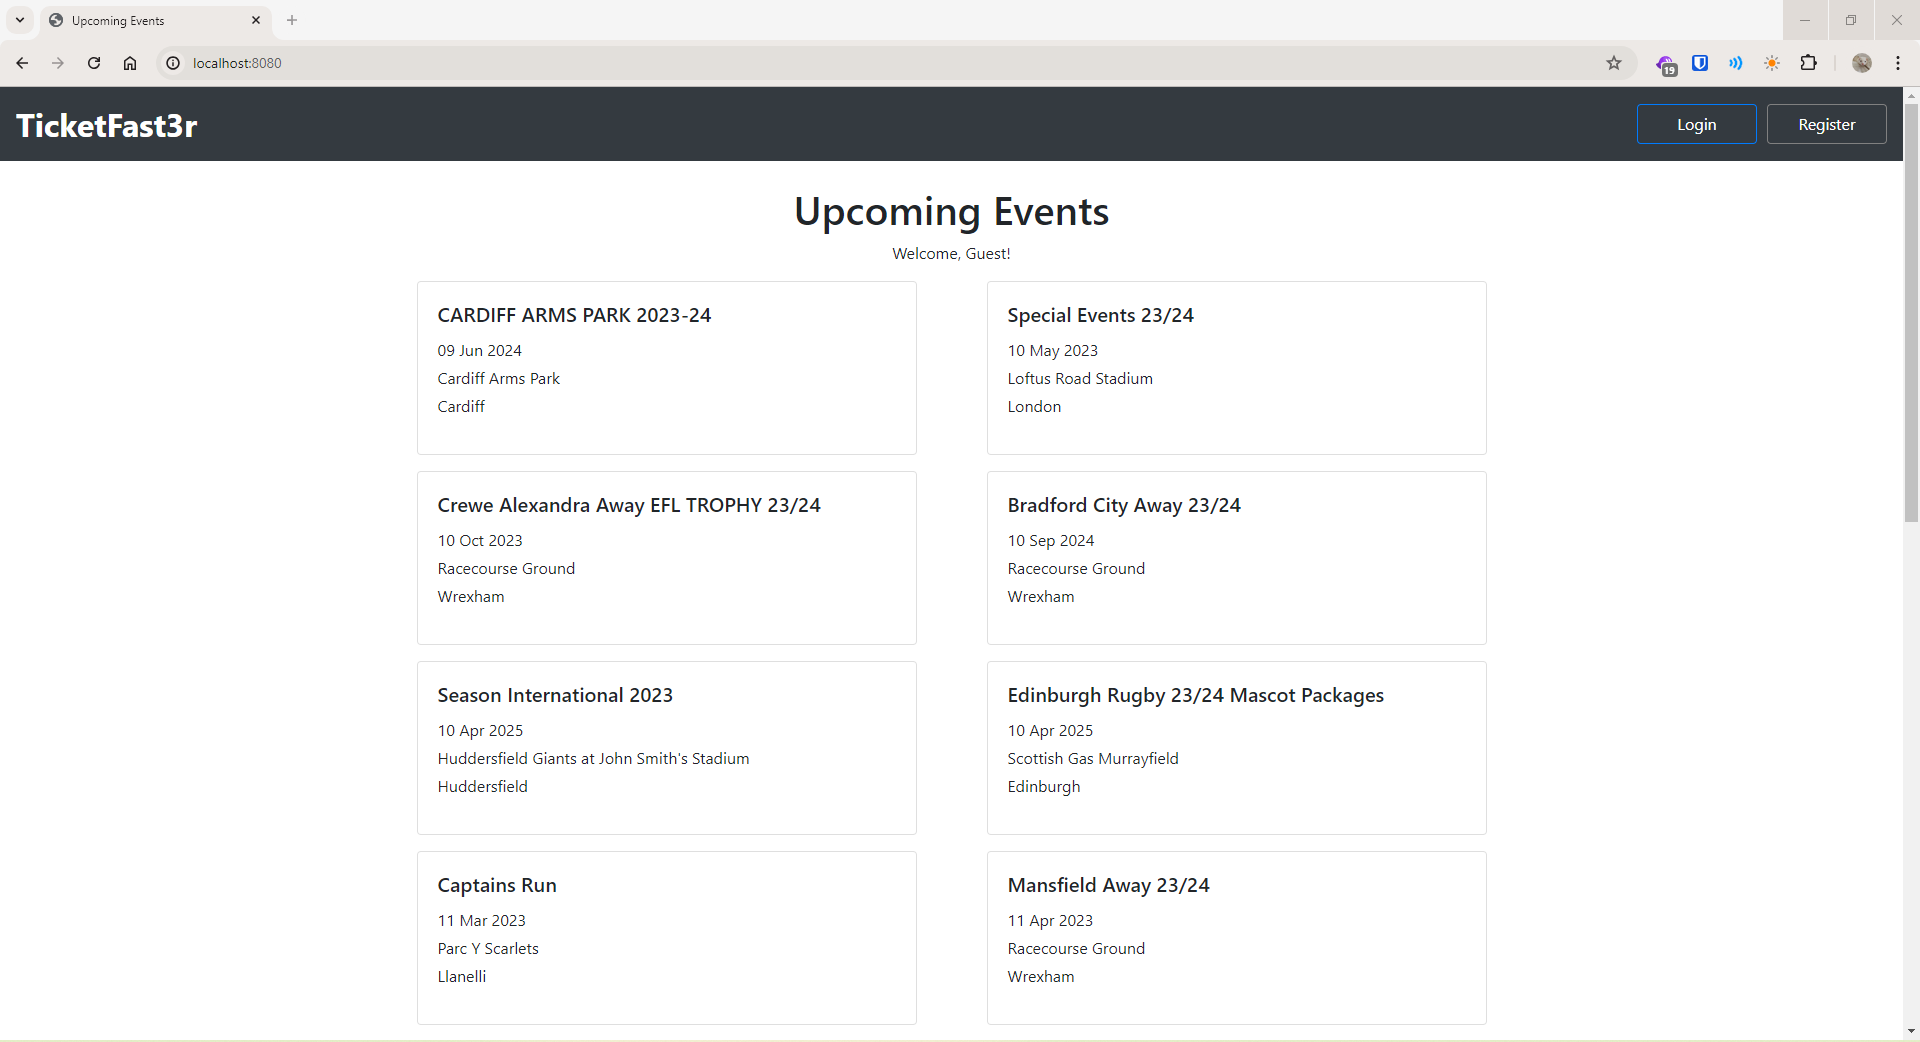 Upcoming Events
localhost:8080
19
TicketFast3r
Login
Register
Upcoming Events
Welcome, Guest!
CARDIFF ARMS PARK 2023-24
09 Jun 2024
Cardiff Arms Park
Cardiff
Special Events 23/24
10 May 2023
Loftus Road Stadium
London
Crewe Alexandra Away EFL TROPHY 23/24
10 Oct 2023
Racecourse Ground
Wrexham
Bradford City Away 23/24
10 Sep 2024
Racecourse Ground
Wrexham
Season International 2023
10 Apr 2025
Huddersfield Giants at John Smith's Stadium
Huddersfield
Edinburgh Rugby 23/24 Mascot Packages
10 Apr 2025
Scottish Gas Murrayfield
Edinburgh
Captains Run
11 Mar 2023
Parc Y Scarlets
Llanelli
Mansfield Away 23/24
11 Apr 2023
Racecourse Ground
Wrexham